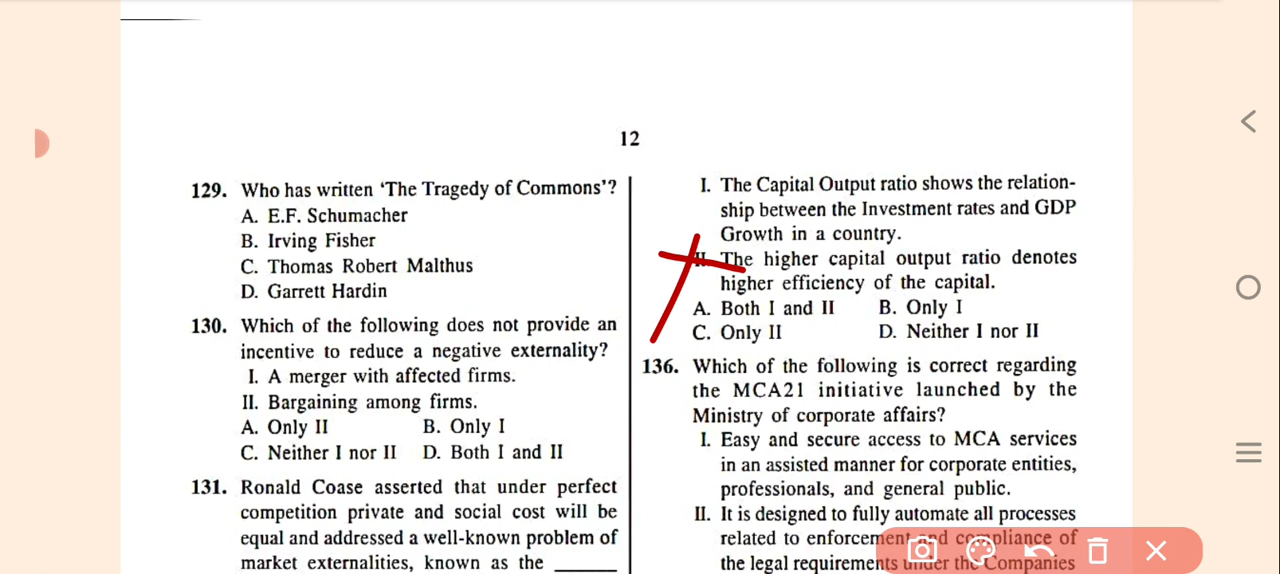 12
129. Who has written 'The Tragedy of Commons'?
A. E.F. Schumacher
B. Irving Fisher
C. Thomas Robert Malthus
D. Garrett Hardin
130. Which of the following does not provide an
incentive to reduce a negative externality?
I. A merger with affected firms.
II. Bargaining among firms.
A. Only II B. Only I
C. Neither I nor II D. Both I and II
131. Ronald Coase asserted that under perfect
competition private and social cost will be
equal and addressed a well-known problem of
market externalities, known as the ______
I. The Capital Output ratio shows the relation-
ship between the Investment rates and GDP
Growth in a country.
II. The higher capital output ratio denotes
higher efficiency of the capital.
A. Both I and II B. Only I
C. Only II D. Neither I nor II
136. Which of the following is correct regarding
the MCA21 initiative launched by the
Ministry of corporate affairs?
I. Easy and secure access to MCA services
in an assisted manner for corporate entities,
professionals, and general public.
II. It is designed to fully automate all processes
related to enforcement and compliance of
the legal requirements under the Companies